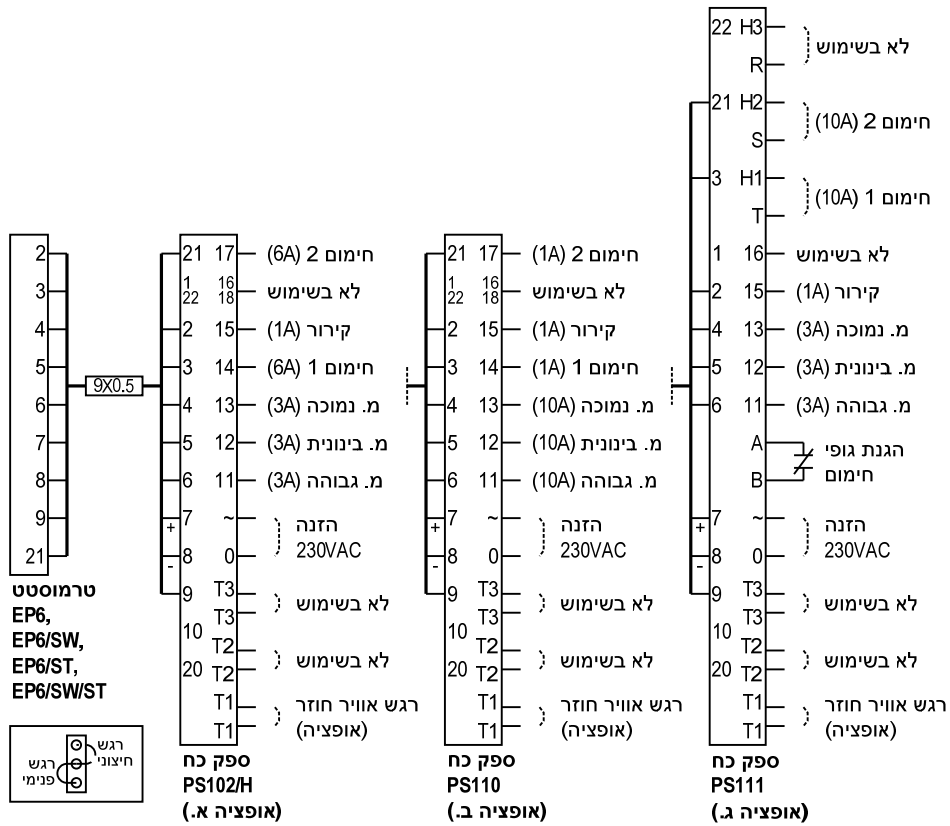 22 H3
R
לא בשימוש
21 H2
S
חימום 2 (10A)
3 H1
T
חימום 1 (10A)
1 16 לא בשימוש
2 15 קירור (1A)
4 13 מ. נמוכה (3A)
5 12 מ. בינונית (3A)
6 11 מ. גבוהה (3A)
A
B
הגנת גופי
חימום
7 ~
+
8 0
-
הזנה
230VAC
9 T3
T3
לא בשימוש
10 T2
20 T2
לא בשימוש
T1
T1
רגש אוויר חוזר
(אופציה)
ספק כח
PS111
(אופציה ג.)
2
3
4
5
6
7
8
9
21
9X0.5
טרמוסטט
EP6,
EP6/SW,
EP6/ST,
EP6/SW/ST
רגש
חיצוני
רגש
פנימי
21 17 חימום 2 (6A)
1 16
22 18
לא בשימוש
2 15 קירור (1A)
3 14 חימום 1 (6A)
4 13 מ. נמוכה (3A)
5 12 מ. בינונית (3A)
6 11 מ. גבוהה (3A)
7 ~
+
8 0
-
הזנה
230VAC
9 T3
T3
לא בשימוש
10 T2
20 T2
לא בשימוש
T1
T1
רגש אוויר חוזר
(אופציה)
ספק כח
PS102/H
(אופציה א.)
21 17 חימום 2 (1A)
1 16
22 18
לא בשימוש
2 15 קירור (1A)
3 14 חימום 1 (1A)
4 13 מ. נמוכה (10A)
5 12 מ. בינונית (10A)
6 11 מ. גבוהה (10A)
7 ~
+
8 0
-
הזנה
230VAC
9 T3
T3
לא בשימוש
10 T2
20 T2
לא בשימוש
T1
T1
רגש אוויר חוזר
(אופציה)
ספק כח
PS110
(אופציה ב.)